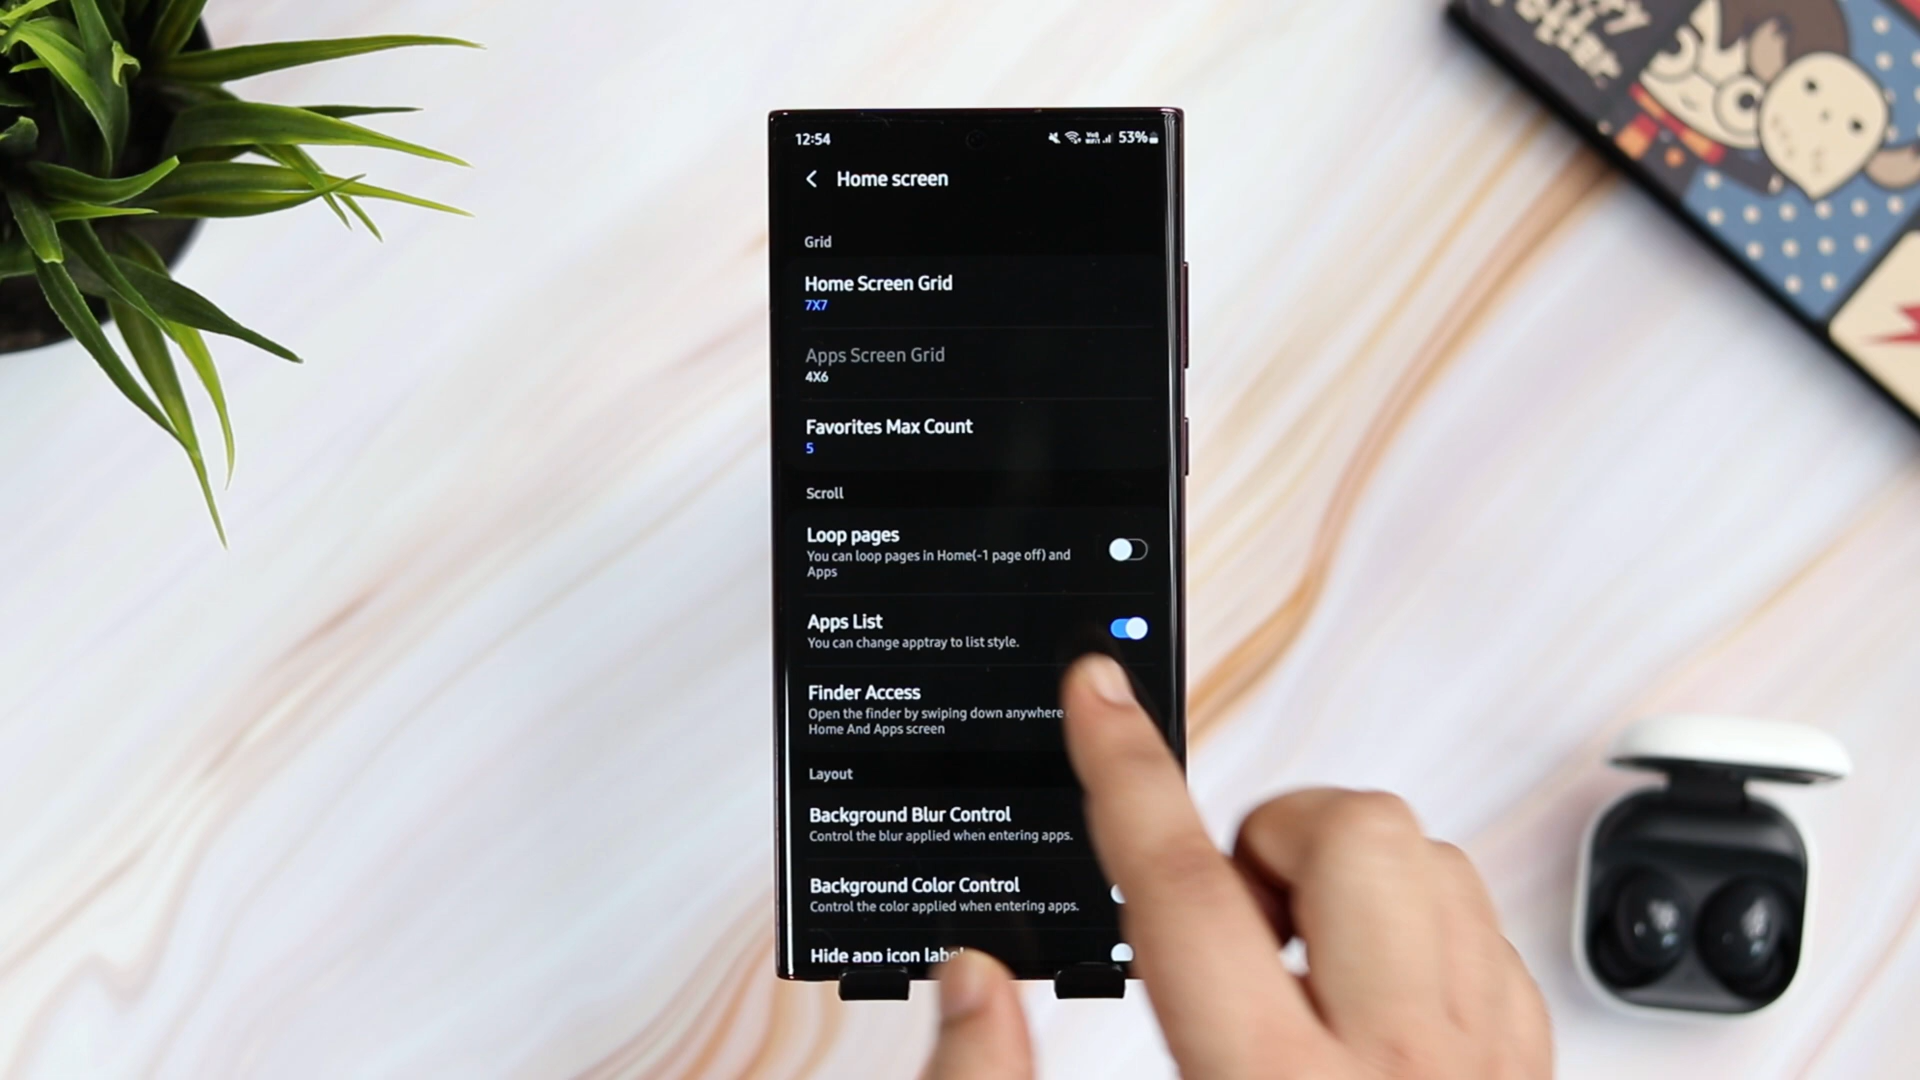 12:54
53%
Home screen
Grid
Home Screen Grid
7X7
Apps Screen Grid
4X6
Favorites Max Count
5
Scroll
Loop pages
You can loop pages in Home(-1 page off) and
Apps
Apps List
You can change apptray to list style.
Finder Access
Open the finder by swiping down anywhere
Home And Apps screen
Layout
Background Blur Control
Control the blur applied when entering apps.
Background Color Control
Control the color applied when entering apps.
Hide app icon label